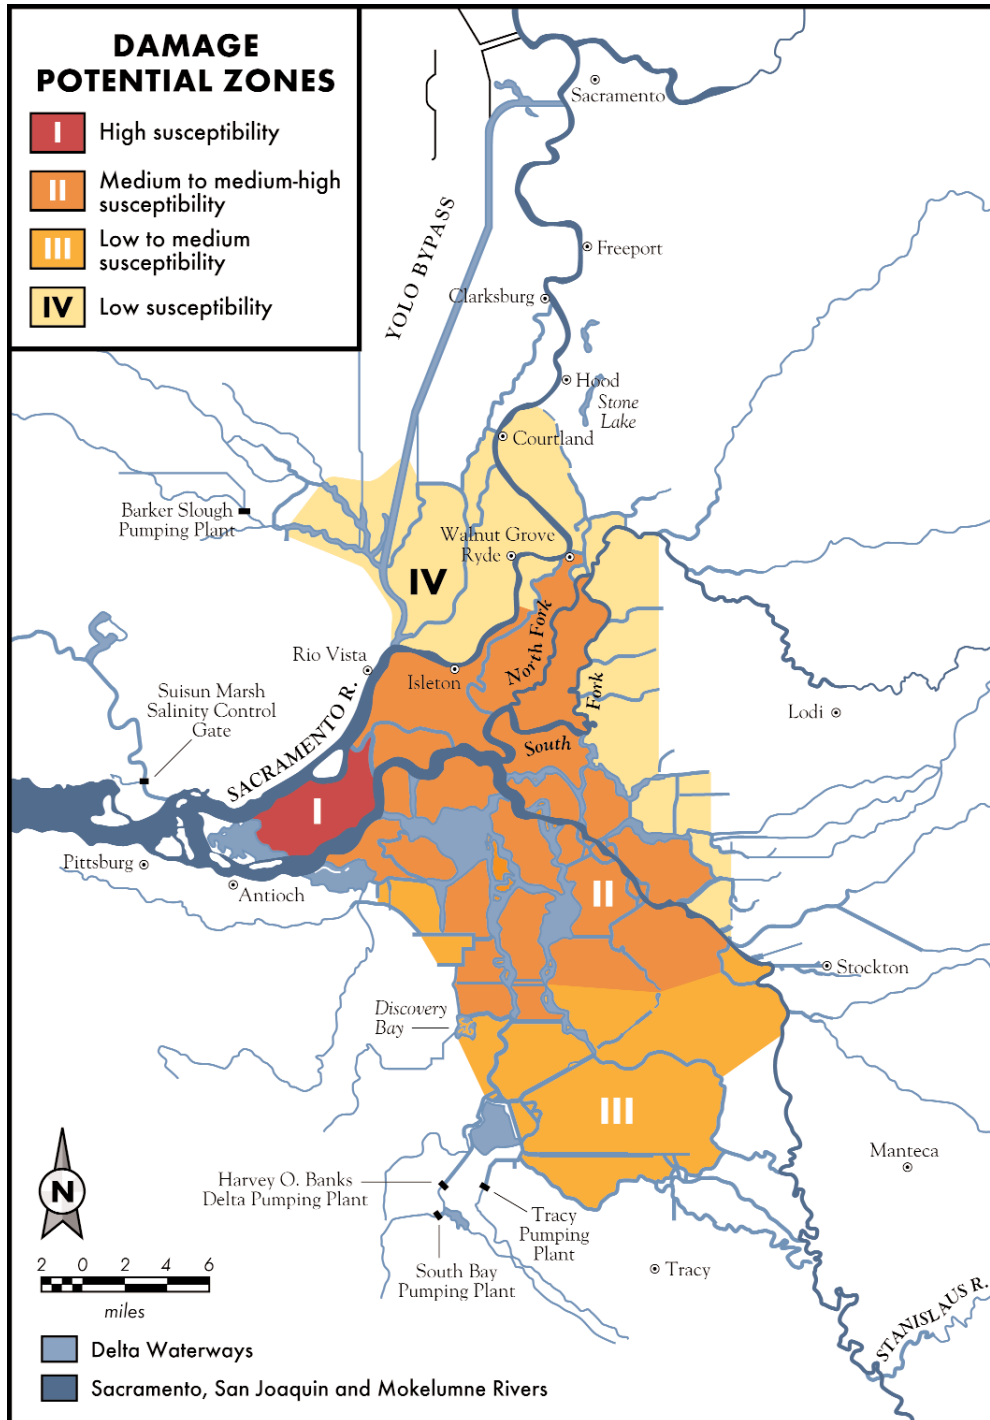 DAMAGE
POTENTIAL ZONES
I High susceptibility
II Medium to medium-high
susceptibility
III Low to medium
susceptibility
IV Low susceptibility
Sacramento
YOLO BYPASS
Freeport
Clarksburg
Hood
Stone
Lake
Courtland
Barker Slough
Pumping Plant
Walnut Grove
Ryde
IV
North Fork
Rio Vista
Isleton
Fork
Suisun Marsh
Salinity Control
Gate
SACRAMENTO R.
South
Lodi
I
Pittsburg
Antioch
II
Stockton
Discovery
Bay
III
Manteca
N
Harvey O. Banks
Delta Pumping Plant
Tracy
Pumping
Plant
South Bay
Pumping Plant
Tracy
2 0 2 4 6
miles
STANISLAUS R.
Delta Waterways
Sacramento, San Joaquin and Mokelumne Rivers